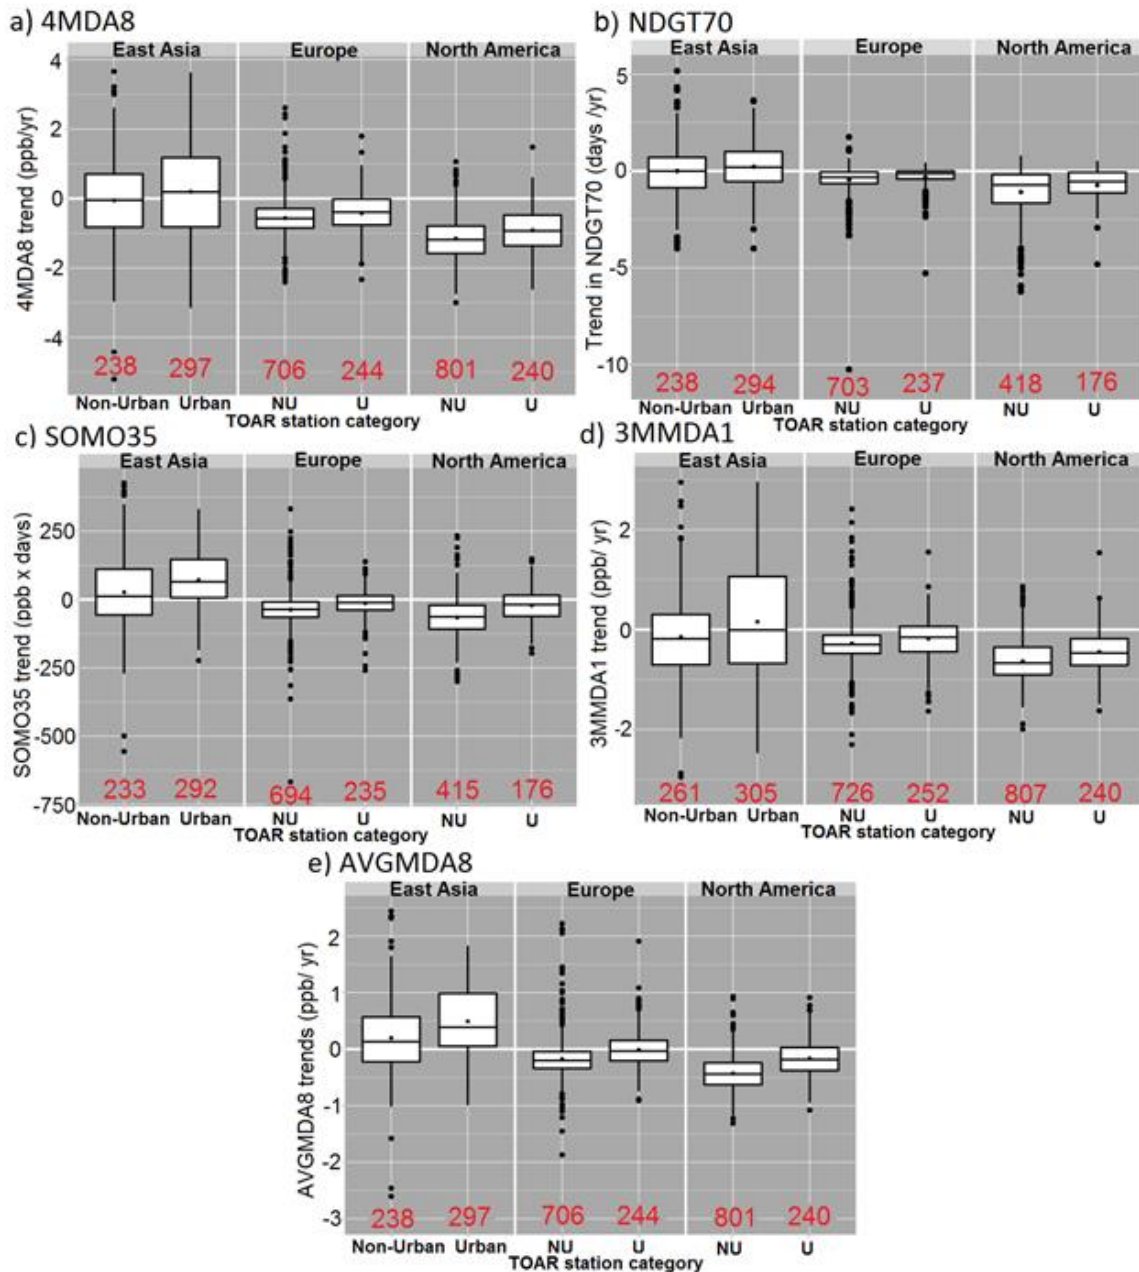 a) 4MDA8
East Asia Europe North America
4MDA8 trend (ppb/yr)
4
2
0
-2
-4
238 297 706 244 801 240
Non-Urban Urban NU U NU U
TOAR station category
b) NDGT70
East Asia Europe North America
Trend in NDGT70 (days /yr)
5
0
-5
-10
238 294 703 237 418 176
Non-Urban Urban NU U NU U
TOAR station category
c) SOMO35
East Asia Europe North America
SOMO35 trend (ppb x days)
250
0
-250
-500
-750
233 292 694 235 415 176
Non-Urban Urban NU U NU U
TOAR station category
d) 3MMDA1
East Asia Europe North America
3MMDA1 trend (ppb/ yr)
2
0
-2
261 305 726 252 807 240
Non-Urban Urban NU U NU U
TOAR station category
e) AVGMDA8
East Asia Europe North America
AVGMDA8 trends (ppb/ yr)
2
1
0
-1
-2
-3
238 297 706 244 801 240
Non-Urban Urban NU U NU U
TOAR station category